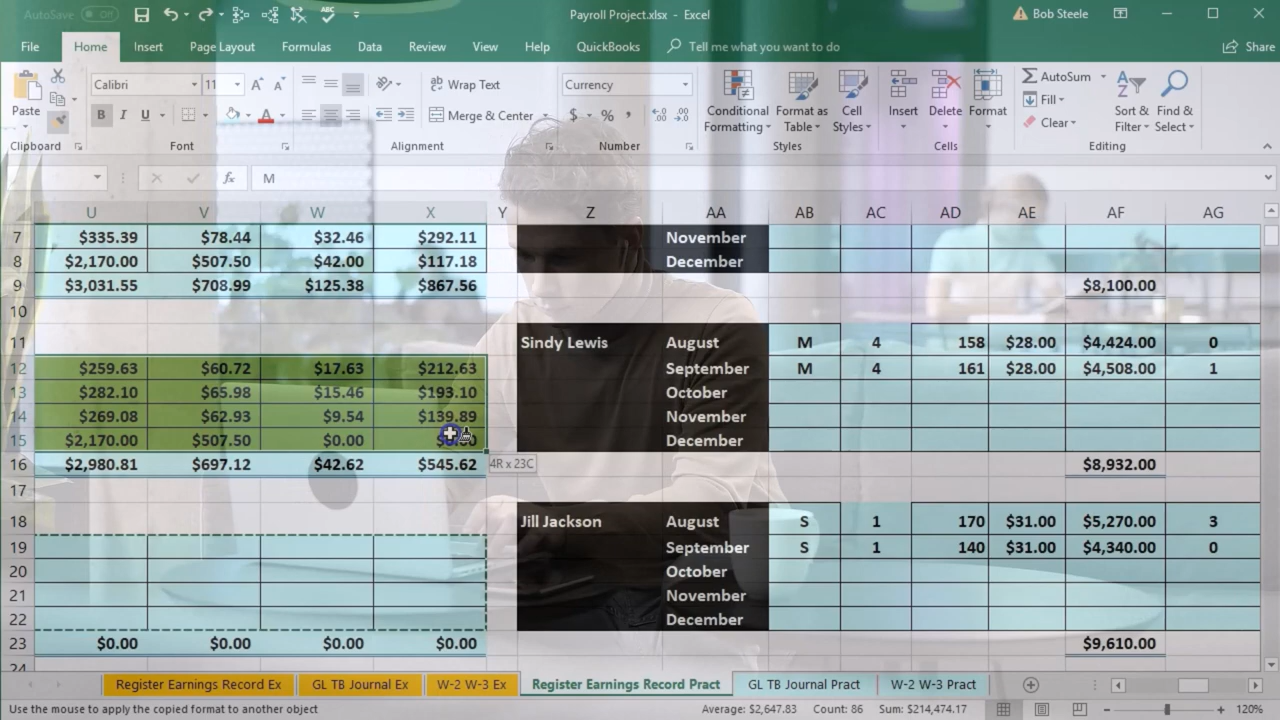 AutoSave Off Payroll Project.xlsx - Excel Bob Steele
File Home Insert Page Layout Formulas Data Review View Help QuickBooks Tell me what you want to do Share
Calibri 11 Wrap Text Currency AutoSum
Paste Conditional Format as Cell Insert Delete Format Fill Sort & Find &
B I U Merge & Center $ % Formatting Table Styles Clear Filter Select
Clipboard Font Alignment Number Styles Cells Editing
fx M
U V W X Y Z AA AB AC AD AE AF AG
7 $335.39 $78.44 $32.46 $292.11 November
8 $2,170.00 $507.50 $42.00 $117.18 December
9 $3,031.55 $708.99 $125.38 $867.56 $8,100.00
10
11 Sindy Lewis August M 4 158 $28.00 $4,424.00 0
12 $259.63 $60.72 $17.63 $212.63 September M 4 161 $28.00 $4,508.00 1
13 $282.10 $65.98 $15.46 $193.10 October
14 $269.08 $62.93 $9.54 $139.89 November
15 $2,170.00 $507.50 $0.00 December
16 $2,980.81 $697.12 $42.62 $545.62 4R x 23C $8,932.00
17
18 Jill Jackson August S 1 170 $31.00 $5,270.00 3
19 September S 1 140 $31.00 $4,340.00 0
20 October
21 November
22 December
23 $0.00 $0.00 $0.00 $0.00 $9,610.00
24
Register Earnings Record Ex GL TB Journal Ex W-2 W-3 Ex Register Earnings Record Pract GL TB Journal Pract W-2 W-3 Pract
Use the mouse to apply the copied format to another object Average: $2,647.83 Count: 86 Sum: $214,474.17 120%